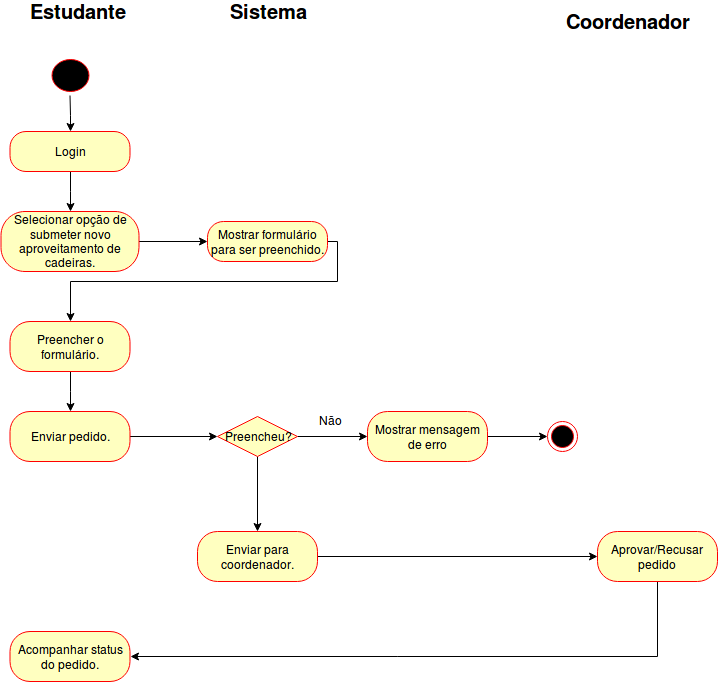 Estudante
Sistema
Coordenador
Login
Selecionar opção de
submeter novo
aproveitamento de
cadeiras.
Mostrar formulário
para ser preenchido.
Preencher o
formulário.
Enviar pedido.
Preencheu?
Não
Mostrar mensagem
de erro
Enviar para
coordenador.
Aprovar/Recusar
pedido
Acompanhar status
do pedido.